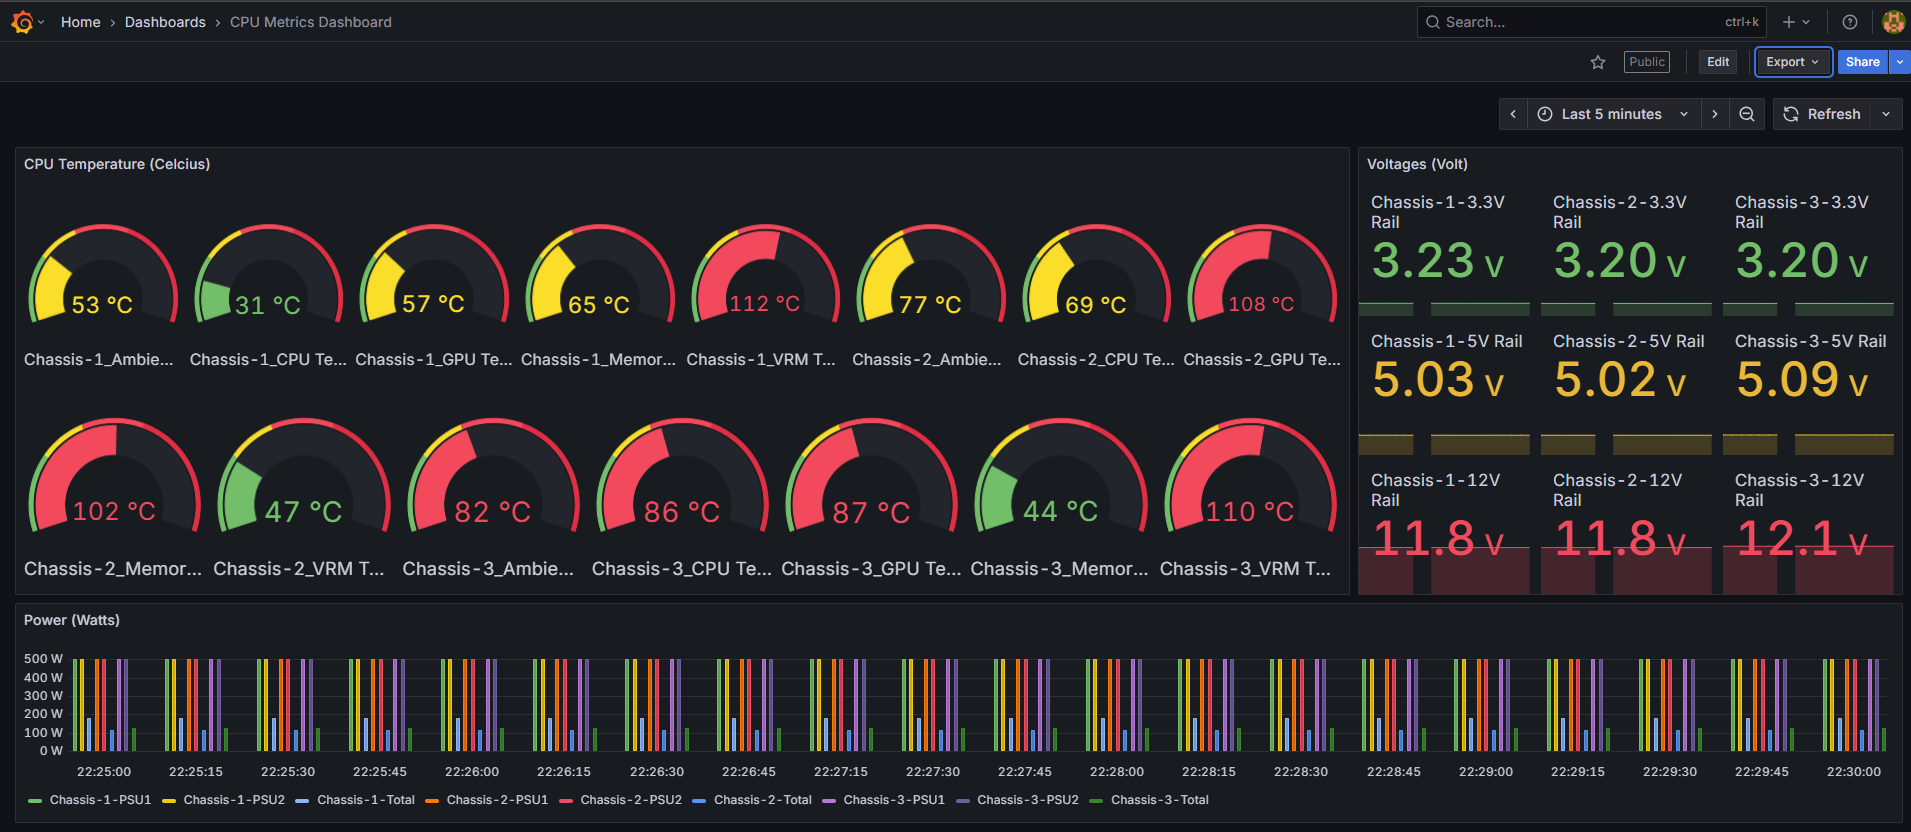 Home › Dashboards › CPU Metrics Dashboard
Search...
ctrl+k
Public
Edit
Export
Share
Last 5 minutes
Refresh
CPU Temperature (Celcius)
53 °C
31 °C
57 °C
65 °C
112 °C
77 °C
69 °C
108 °C
Chassis-1_Ambie...
Chassis-1_CPU Te...
Chassis-1_GPU Te...
Chassis-1_Memor...
Chassis-1_VRM T...
Chassis-2_Ambie...
Chassis-2_CPU Te...
Chassis-2_GPU Te...
102 °C
47 °C
82 °C
86 °C
87 °C
44 °C
110 °C
Chassis-2_Memor...
Chassis-2_VRM T...
Chassis-3_Ambie...
Chassis-3_CPU Te...
Chassis-3_GPU Te...
Chassis-3_Memor...
Chassis-3_VRM T...
Voltages (Volt)
Chassis-1-3.3V
Rail
3.23 V
Chassis-2-3.3V
Rail
3.20 V
Chassis-3-3.3V
Rail
3.20 V
Chassis-1-5V Rail
5.03 V
Chassis-2-5V Rail
5.02 V
Chassis-3-5V Rail
5.09 V
Chassis-1-12V
Rail
11.8 V
Chassis-2-12V
Rail
11.8 V
Chassis-3-12V
Rail
12.1 V
Power (Watts)
500 W
400 W
300 W
200 W
100 W
0 W
22:25:00
22:25:15
22:25:30
22:25:45
22:26:00
22:26:15
22:26:30
22:26:45
22:27:15
22:27:30
22:27:45
22:28:00
22:28:15
22:28:30
22:28:45
22:29:00
22:29:15
22:29:30
22:29:45
22:30:00
Chassis-1-PSU1
Chassis-1-PSU2
Chassis-1-Total
Chassis-2-PSU1
Chassis-2-PSU2
Chassis-2-Total
Chassis-3-PSU1
Chassis-3-PSU2
Chassis-3-Total